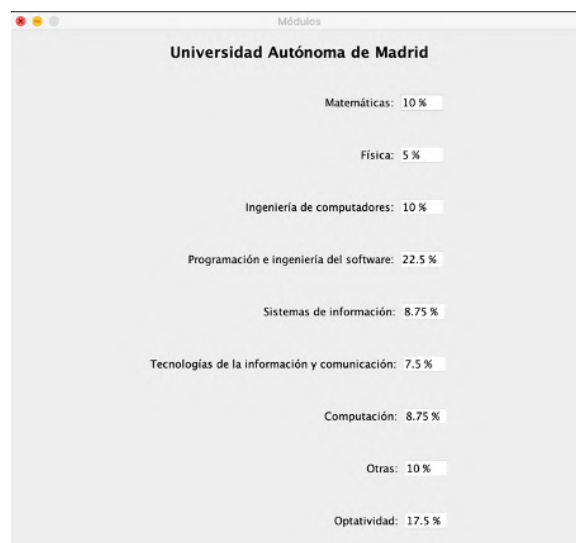 Módulos
Universidad Autónoma de Madrid
Matemáticas: 10 %
Física: 5 %
Ingeniería de computadores: 10 %
Programación e ingeniería del software: 22.5 %
Sistemas de información: 8.75 %
Tecnologías de la información y comunicación: 7.5 %
Computación: 8.75 %
Otras: 10 %
Optatividad: 17.5 %